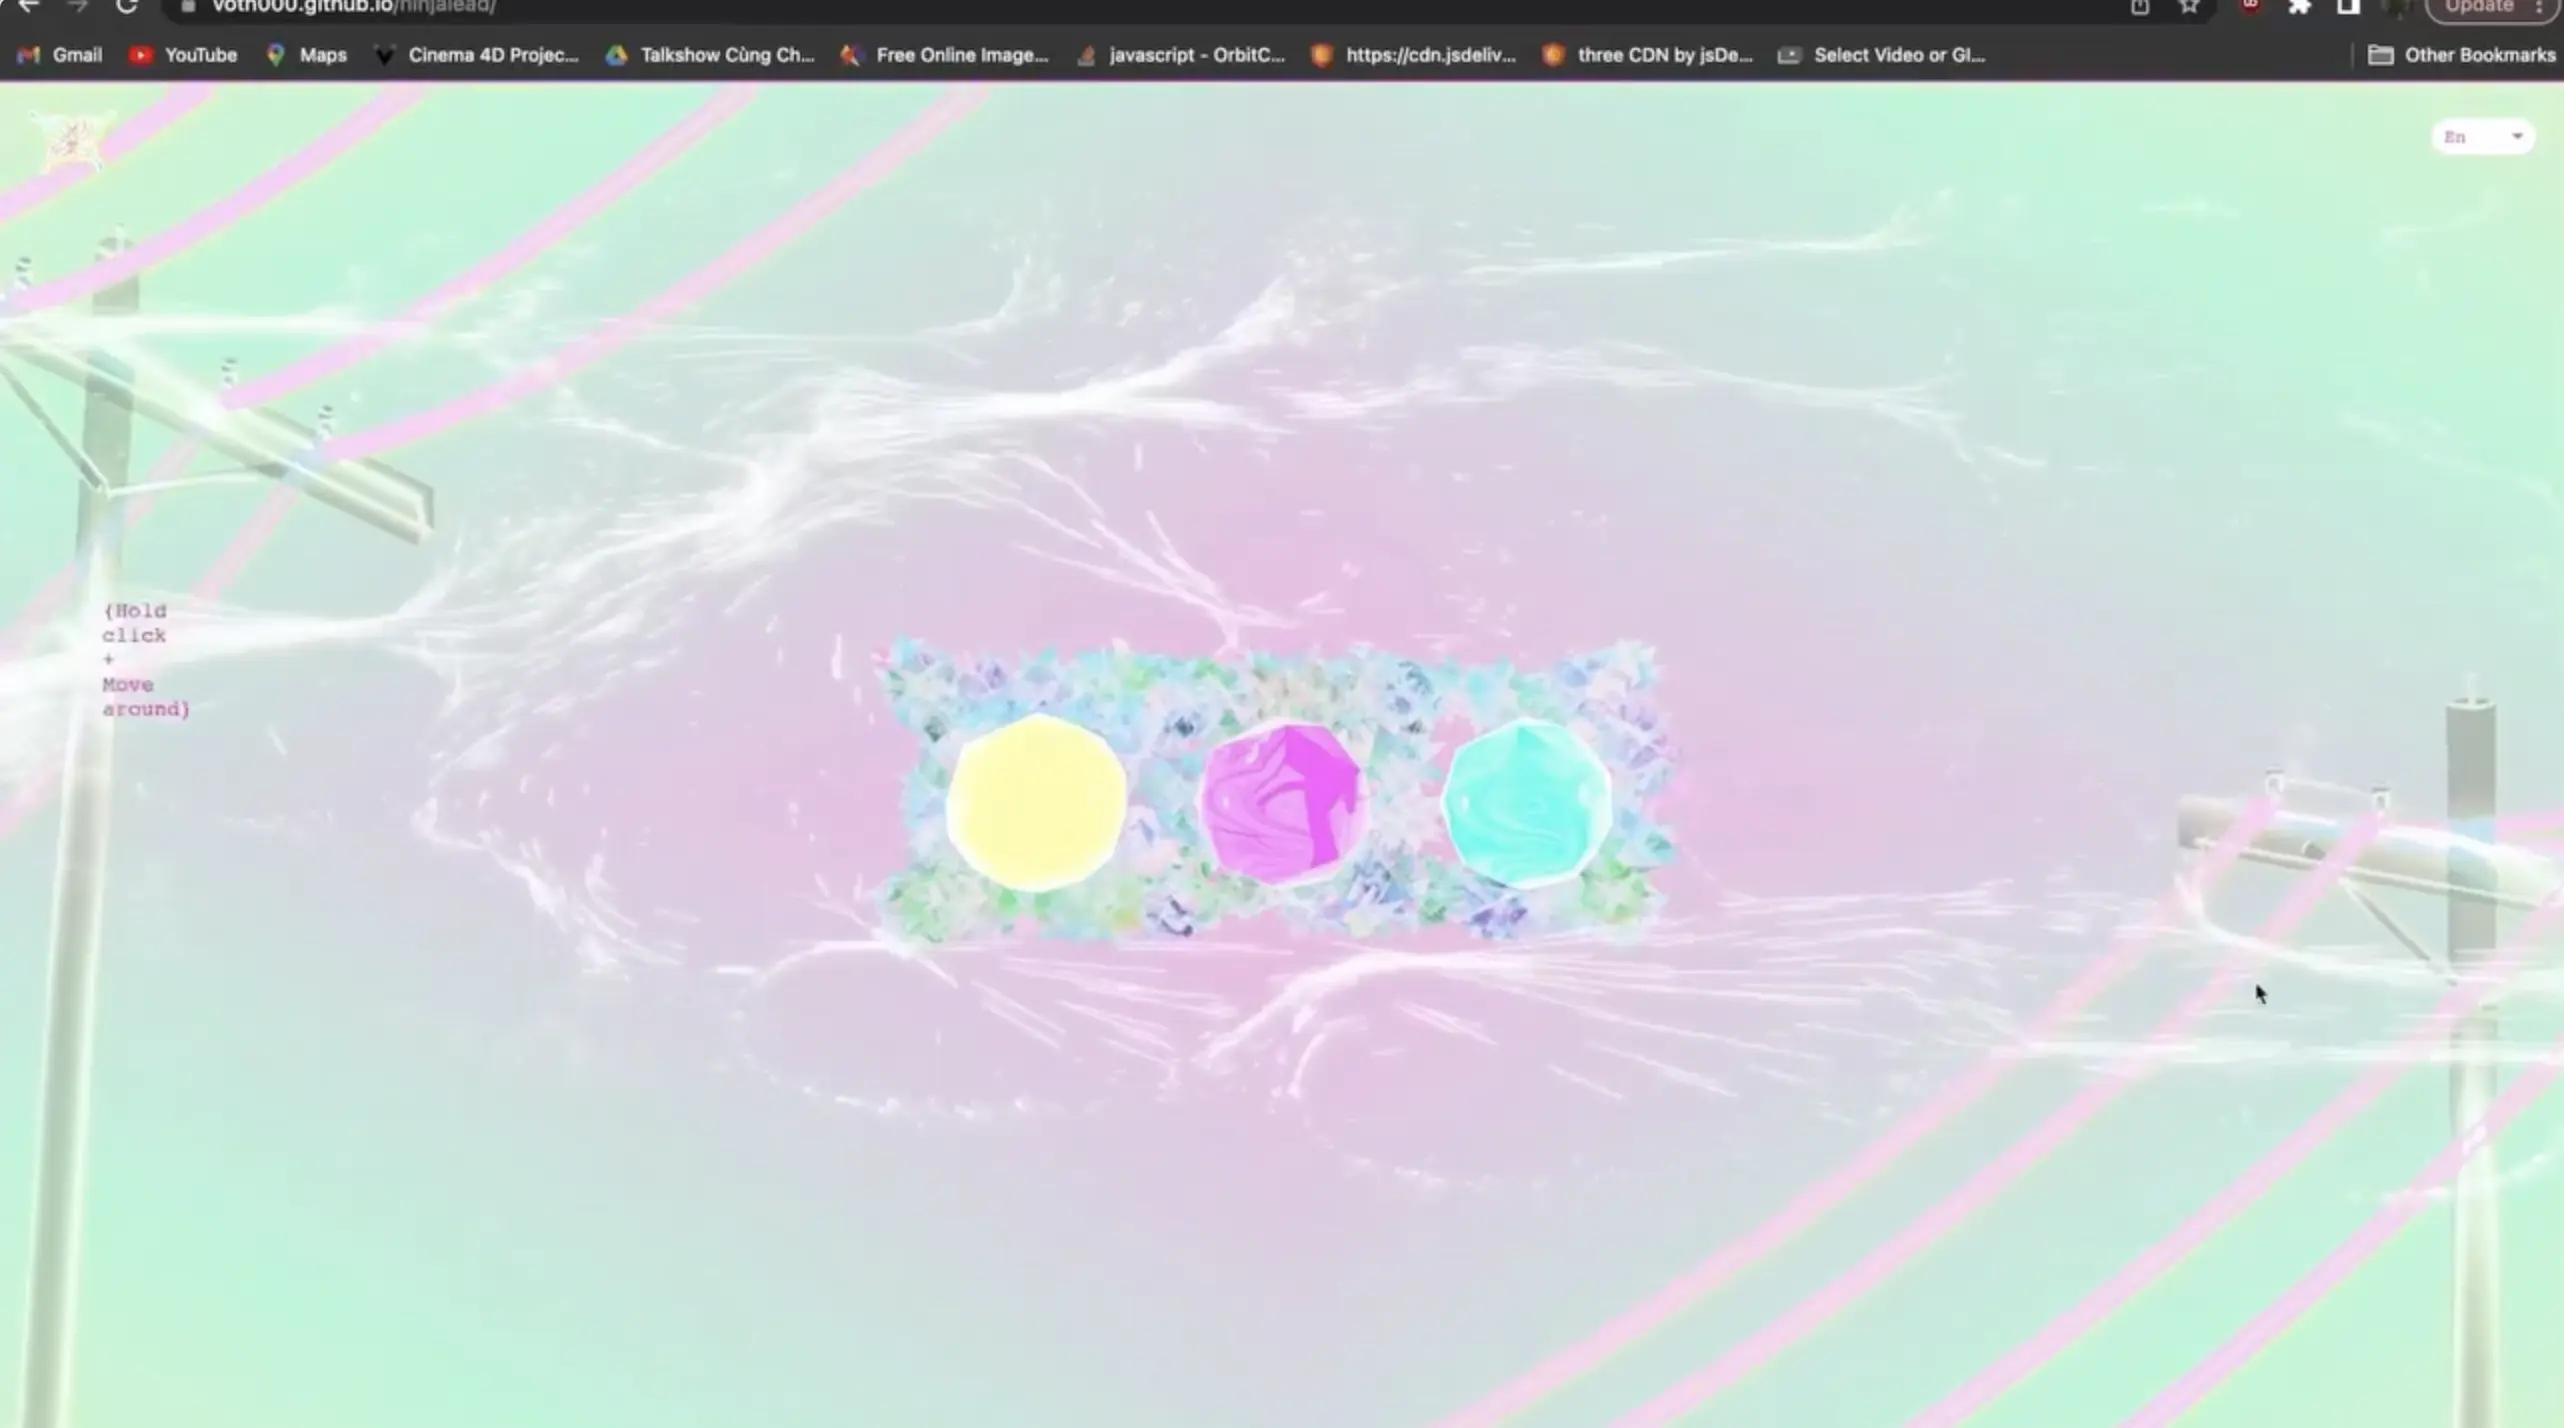 voth000.github.io/ninjalead/
Update
Gmail
YouTube
Maps
Cinema 4D Projec...
Talkshow Cùng Ch...
Free Online Image...
javascript - OrbitC...
https://cdn.jsdeliv...
three CDN by jsDe...
Select Video or GI...
Other Bookmarks
En
{Hold
click
+
Move
around}